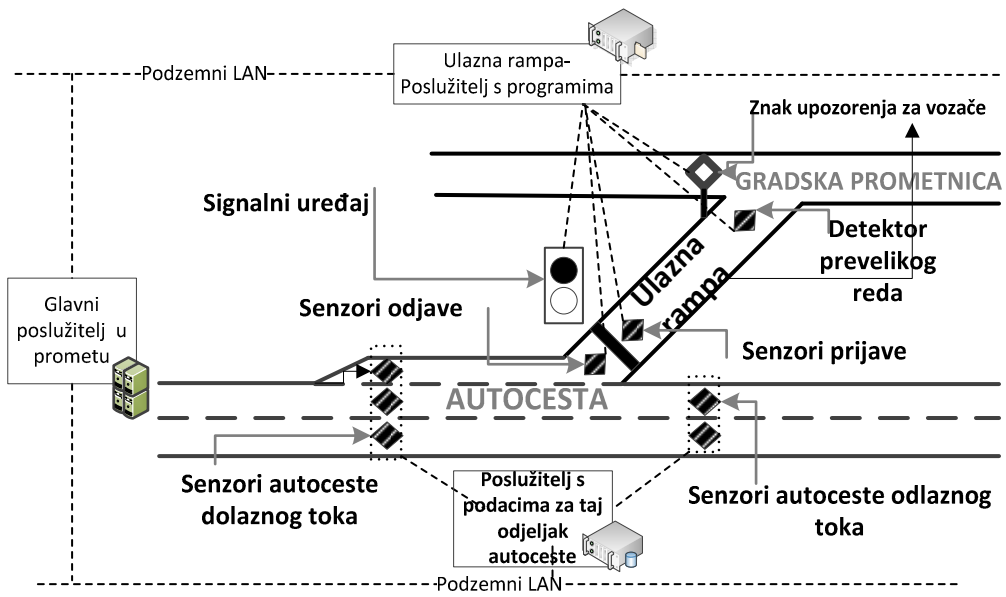 Podzemni LAN
Ulazna rampa-
Poslužitelj s programima
Znak upozorenja za vozače
GRADSKA PROMETNICA
Signalni uređaj
Detektor
prevelikog
reda
Ulazna
rampa
Glavni
poslužitelj u
prometu
Senzori odjave
Senzori prijave
AUTOCESTA
Senzori autoceste
dolaznog toka
Poslužitelj s
podacima za taj
odjeljak
autoceste
Senzori autoceste odlaznog
toka
Podzemni LAN